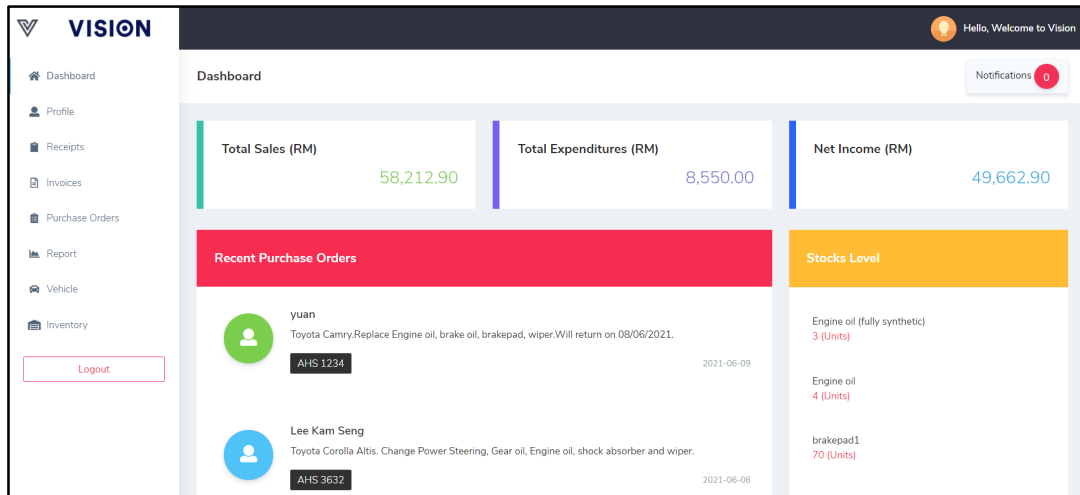 VISION
Hello, Welcome to Vision
Dashboard
Profile
Receipts
Invoices
Purchase Orders
Report
Vehicle
Inventory
Logout
Dashboard
Notifications 0
Total Sales (RM)
58,212.90
Total Expenditures (RM)
8,550.00
Net Income (RM)
49,662.90
Recent Purchase Orders
yuan
Toyota Camry.Replace Engine oil, brake oil, brakepad, wiper.Will return on 08/06/2021.
AHS 1234
2021-06-09
Lee Kam Seng
Toyota Corolla Altis. Change Power Steering, Gear oil, Engine oil, shock absorber and wiper.
AHS 3632
2021-06-06
Stocks Level
Engine oil (fully synthetic)
3 (Units)
Engine oil
4 (Units)
brakepad1
70 (Units)